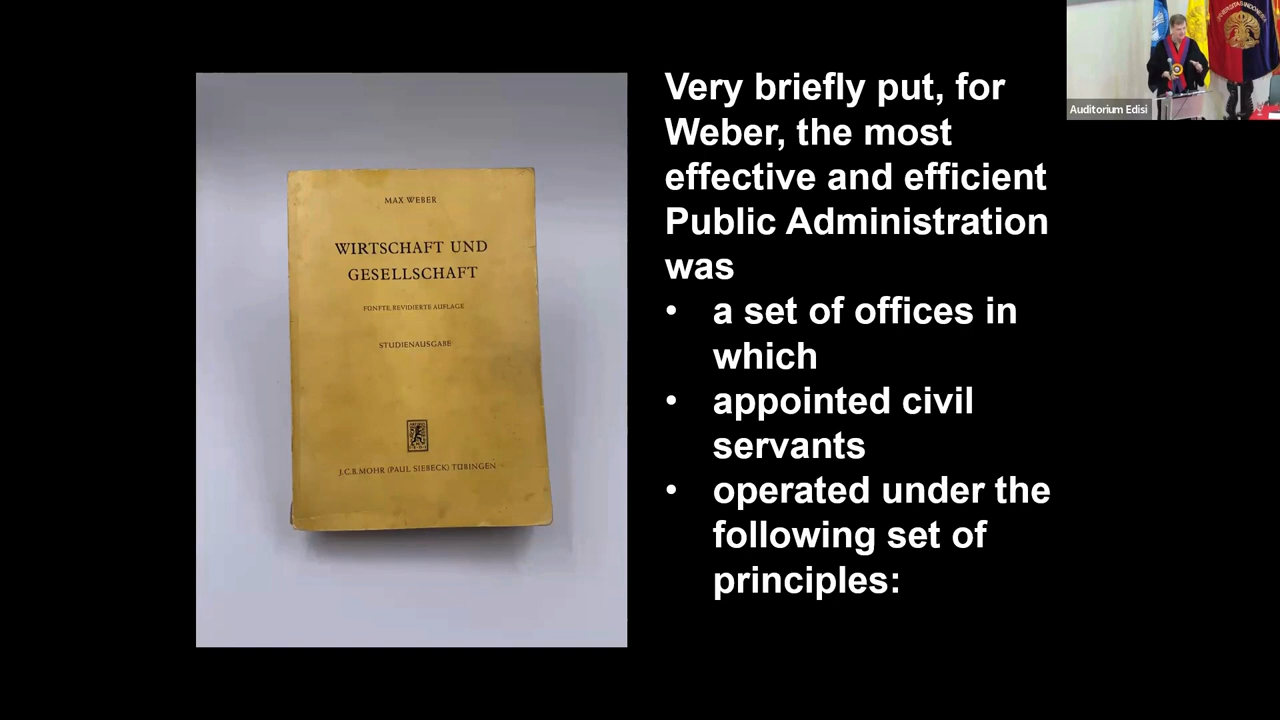 MAX WEBER
WIRTSCHAFT UND
GESELLSCHAFT
FÜNFTE, REVIDIERTE AUFLAGE
STUDIENAUSGABE
J.C.B. MOHR (PAUL SIEBECK) TÜBINGEN
Very briefly put, for
Weber, the most
effective and efficient
Public Administration
was
• a set of offices in
which
• appointed civil
servants
• operated under the
following set of
principles:
Auditorium Edisi